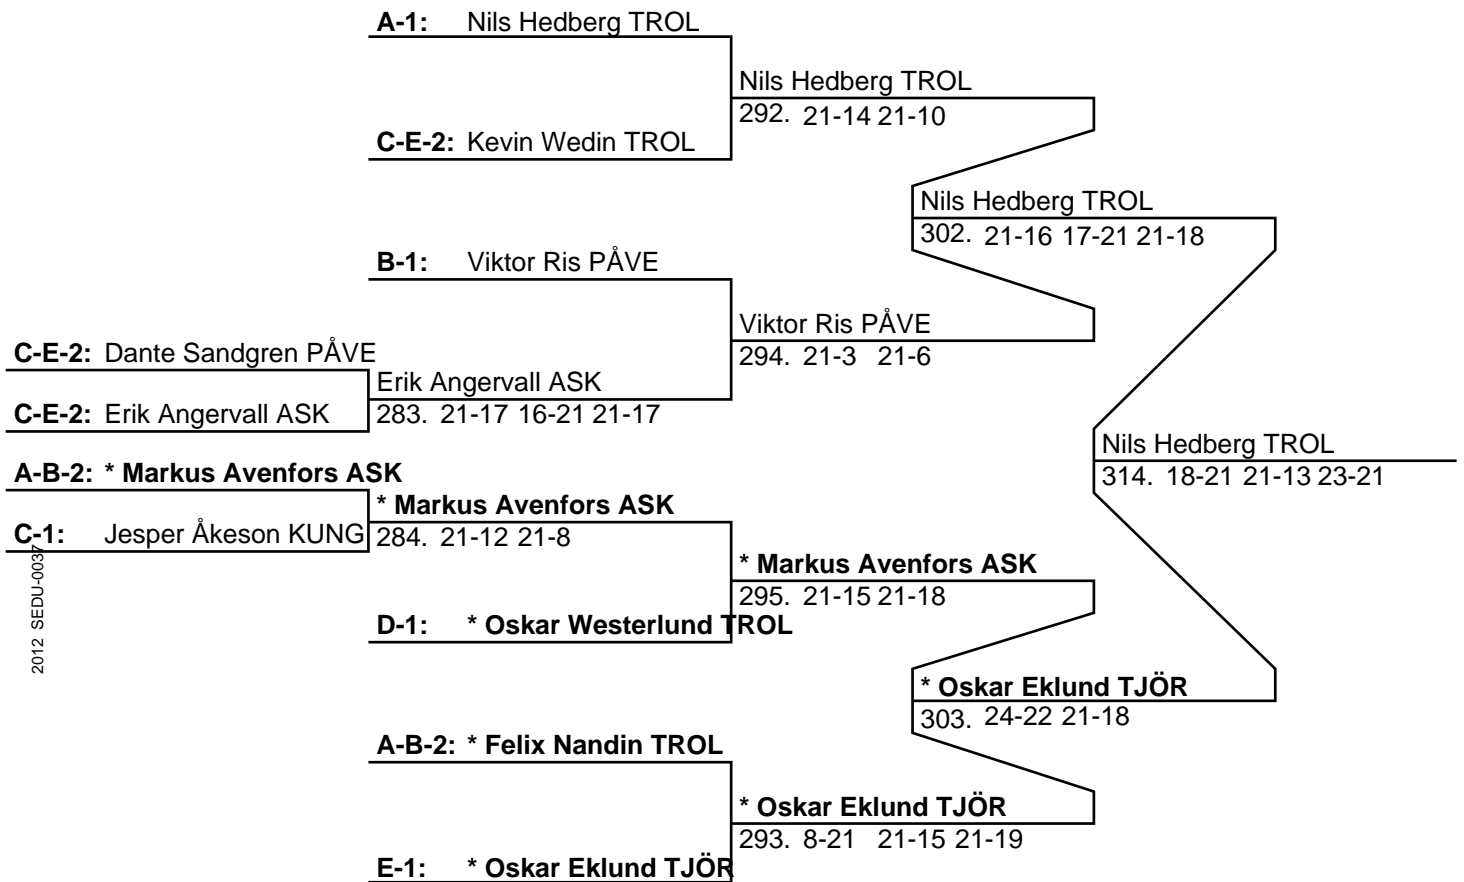 A-1: Nils Hedberg TROL
Nils Hedberg TROL
292. 21-14 21-10
C-E-2: Kevin Wedin TROL
Nils Hedberg TROL
302. 21-16 17-21 21-18
B-1: Viktor Ris PÅVE
Viktor Ris PÅVE
294. 21-3 21-6
C-E-2: Dante Sandgren PÅVE
Erik Angervall ASK
283. 21-17 16-21 21-17
C-E-2: Erik Angervall ASK
Nils Hedberg TROL
314. 18-21 21-13 23-21
A-B-2: * Markus Avenfors ASK
* Markus Avenfors ASK
284. 21-12 21-8
C-1: Jesper Åkeson KUNG
* Markus Avenfors ASK
295. 21-15 21-18
D-1: * Oskar Westerlund TROL
* Oskar Eklund TJÖR
303. 24-22 21-18
A-B-2: * Felix Nandin TROL
* Oskar Eklund TJÖR
293. 8-21 21-15 21-19
E-1: * Oskar Eklund TJÖR
2012 SEDU-0037